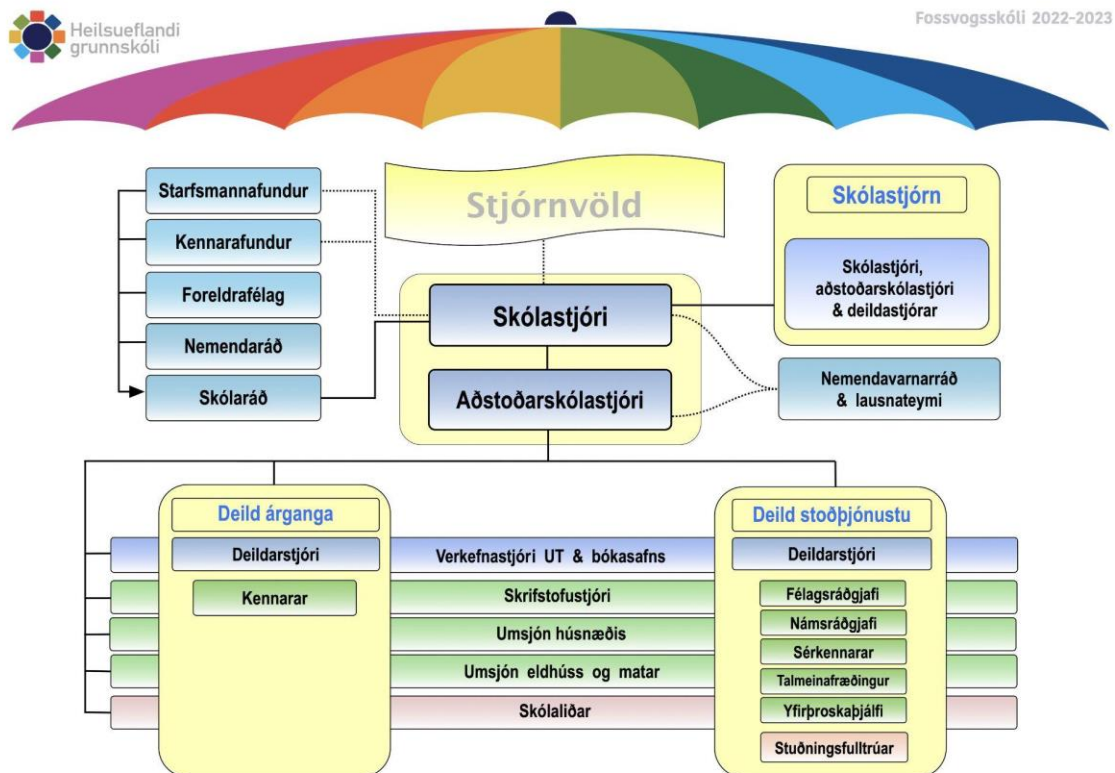 Heilsueflandi
grunnskóli
Fossvogsskóli 2022-2023
Starfsmannafundur
Kennarafundur
Foreldrafélag
Nemendaráð
Skólaráð
Stjórnvöld
Skólastjóri
Aðstoðarskólastjóri
Skólastjórn
Skólastjóri,
aðstoðarskólastjóri
& deildastjórar
Nemendavarnarráð
& lausnateymi
Deild árganga
Deildarstjóri
Kennarar
Verkefnastjóri UT & bókasafns
Skrifstofustjóri
Umsjón húsnæðis
Umsjón eldhúss og matar
Skólaliðar
Deild stoðþjónustu
Deildarstjóri
Félagsráðgjafi
Námsráðgjafi
Sérkennarar
Talmeinafræðingur
Yfirþroskaþjálfi
Stuðningsfulltrúar